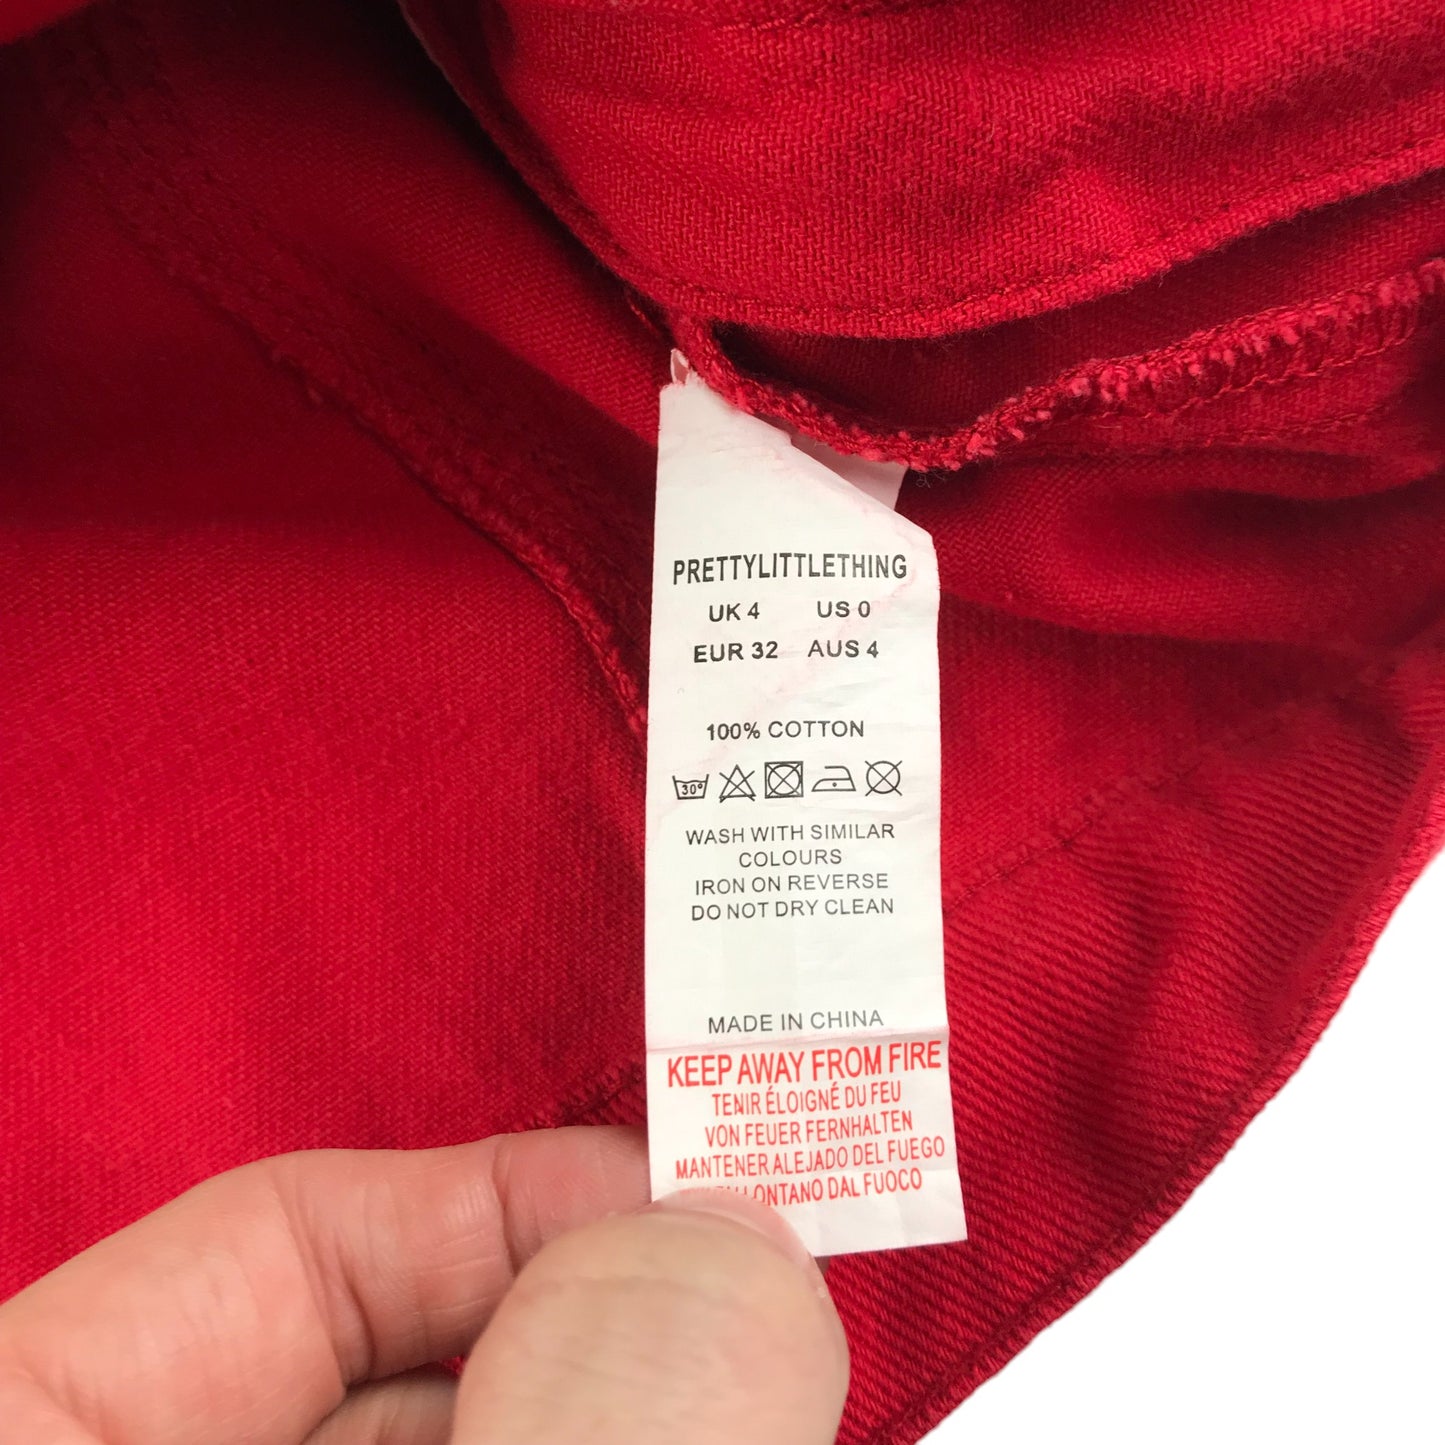 PRETTYLITTLETHING
UK 4 US 0
EUR 32 AUS 4
100% COTTON
30°
WASH WITH SIMILAR
COLOURS
IRON ON REVERSE
DO NOT DRY CLEAN
MADE IN CHINA
KEEP AWAY FROM FIRE
TENIR ÉLOIGNÉ DU FEU
VON FEUER FERNHALTEN
MANTENER ALEJADO DEL FUEGO
DAL FUOCO